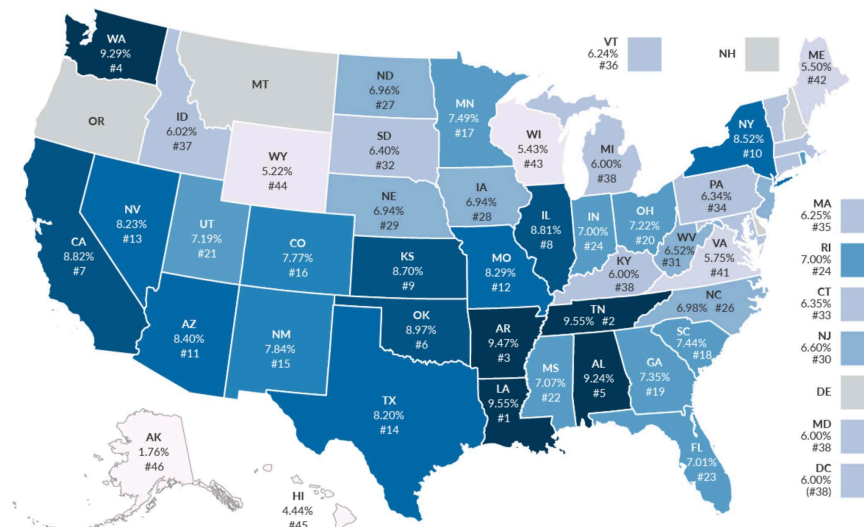 WA
9.29%
#4
VT
6.24%
#36
NH
ME
5.50%
#42
MT
ND
6.96%
#27
MN
7.49%
#17
OR
ID
6.02%
#37
SD
6.40%
#32
WI
5.43%
#43
MI
6.00%
#38
NY
8.52%
#10
WY
5.22%
#44
NE
6.94%
#29
IA
6.94%
#28
PA
6.34%
#34
NV
8.23%
#13
UT
7.19%
#21
CO
7.77%
#16
IL
8.81%
#8
IN
7.00%
#24
OH
7.22%
#20
WV
6.52%
#31
VA
5.75%
#41
MA
6.25%
#35
CA
8.82%
#7
KS
8.70%
#9
MO
8.29%
#12
KY
6.00%
#38
RI
7.00%
#24
NC
6.98% #26
CT
6.35%
#33
AZ
8.40%
#11
NM
7.84%
#15
OK
8.97%
#6
AR
9.47%
#3
TN
9.55% #2
SC
7.44%
#18
NJ
6.60%
#30
TX
8.20%
#14
LA
9.55%
#1
MS
7.07%
#22
AL
9.24%
#5
GA
7.35%
#19
DE
AK
1.76%
#46
FL
7.01%
#23
MD
6.00%
#38
HI
4.44%
#45
DC
6.00%
(#38)